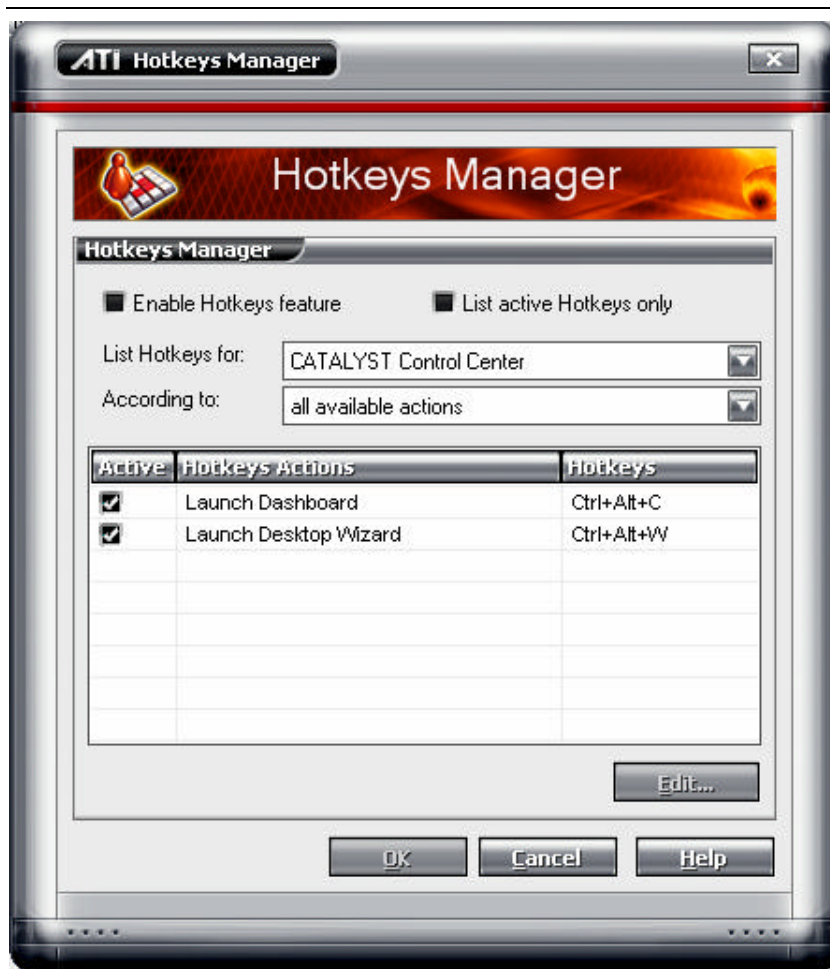 ATI Hotkeys Manager
Hotkeys Manager
Hotkeys Manager
Enable Hotkeys feature List active Hotkeys only
List Hotkeys for: CATALYST Control Center
According to: all available actions
Active Hotkeys Actions Hotkeys
Launch Dashboard Ctrl+Alt+C
Launch Desktop Wizard Ctrl+Alt+W
Edit...
OK Cancel Help